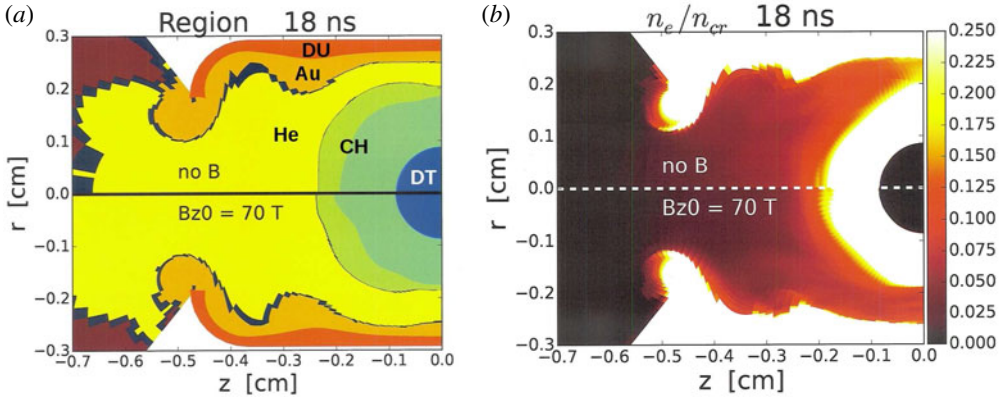 (a)
Region 18 ns
r [cm]
0.3
0.2
0.1
0.0
−0.1
−0.2
−0.3
DU
Au
He
CH
DT
no B
Bz0 = 70 T
−0.7 −0.6 −0.5 −0.4 −0.3 −0.2 −0.1 0.0
z [cm]
(b)
n_e/n_cr 18 ns
r [cm]
0.3
0.2
0.1
0.0
−0.1
−0.2
−0.3
no B
Bz0 = 70 T
−0.7 −0.6 −0.5 −0.4 −0.3 −0.2 −0.1 0.0
z [cm]
0.250
0.225
0.200
0.175
0.150
0.125
0.100
0.075
0.050
0.025
0.000